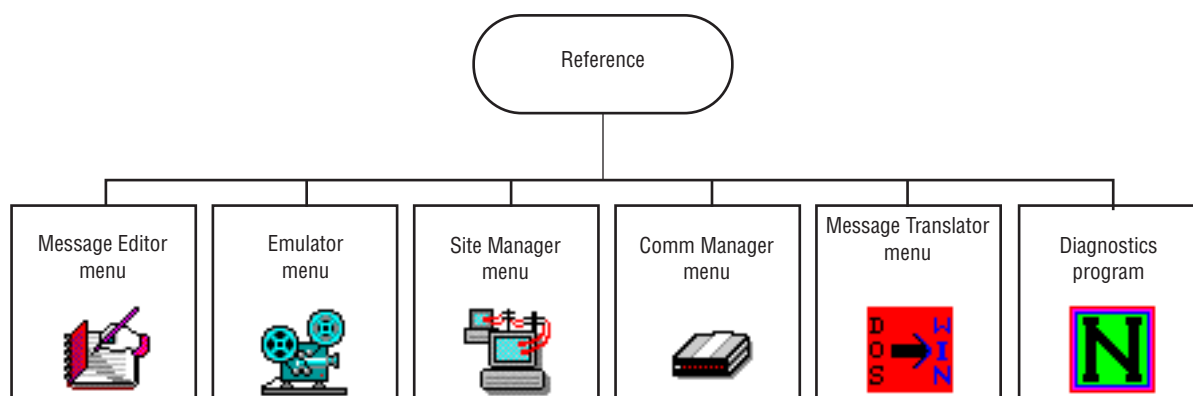 Reference
Message Editor
menu
Emulator
menu
Site Manager
menu
Comm Manager
menu
Message Translator
menu
Diagnostics
program
DOS
WIN
N